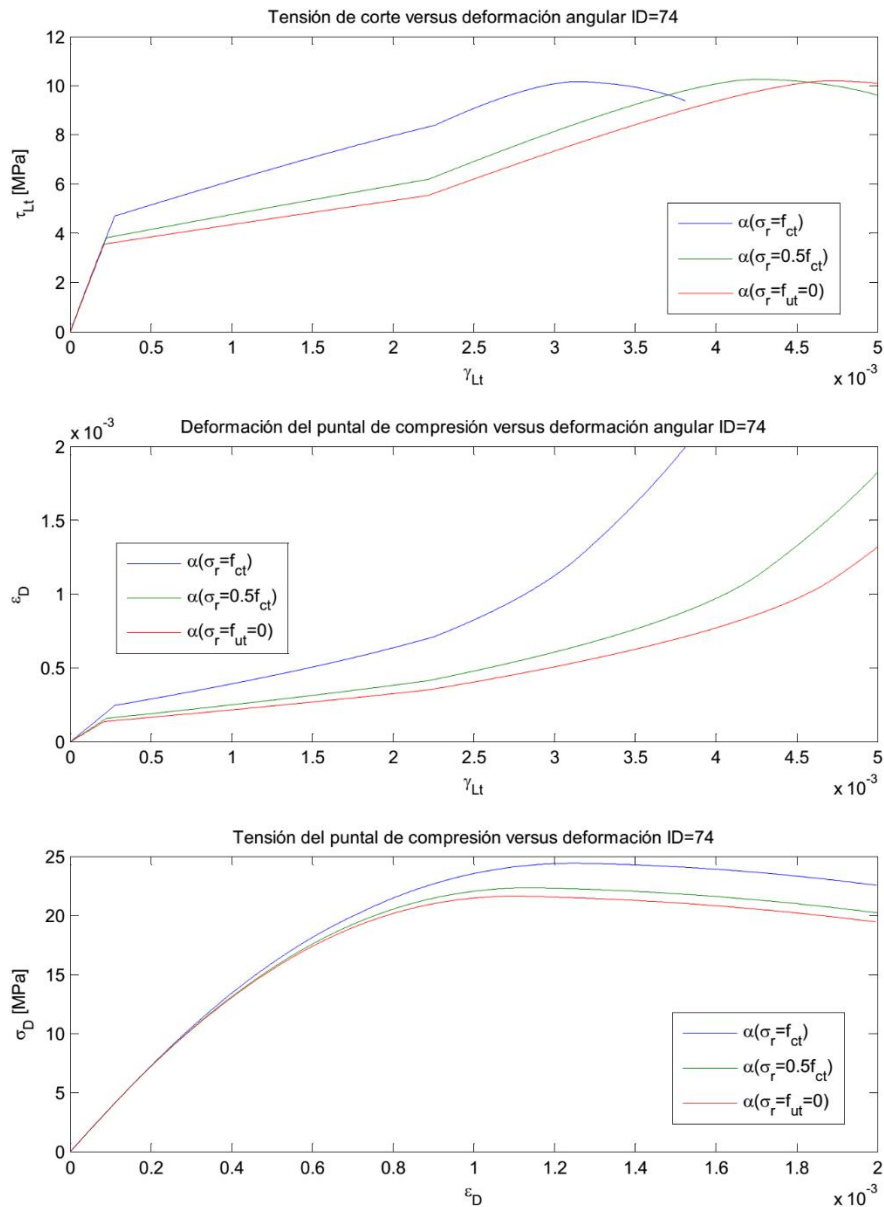 Tensión de corte versus deformación angular ID=74
12
10
8
6
4
2
0
τLt [MPa]
α(σr=fct)
α(σr=0.5fct)
α(σr=fut=0)
0 0.5 1 1.5 2 2.5 3 3.5 4 4.5 5
γLt
x 10-3
x 10-3
Deformación del puntal de compresión versus deformación angular ID=74
2
1.5
1
0.5
0
εD
α(σr=fct)
α(σr=0.5fct)
α(σr=fut=0)
0 0.5 1 1.5 2 2.5 3 3.5 4 4.5 5
γLt
x 10-3
Tensión del puntal de compresión versus deformación ID=74
25
20
15
10
5
0
σD [MPa]
α(σr=fct)
α(σr=0.5fct)
α(σr=fut=0)
0 0.2 0.4 0.6 0.8 1 1.2 1.4 1.6 1.8 2
εD
x 10-3